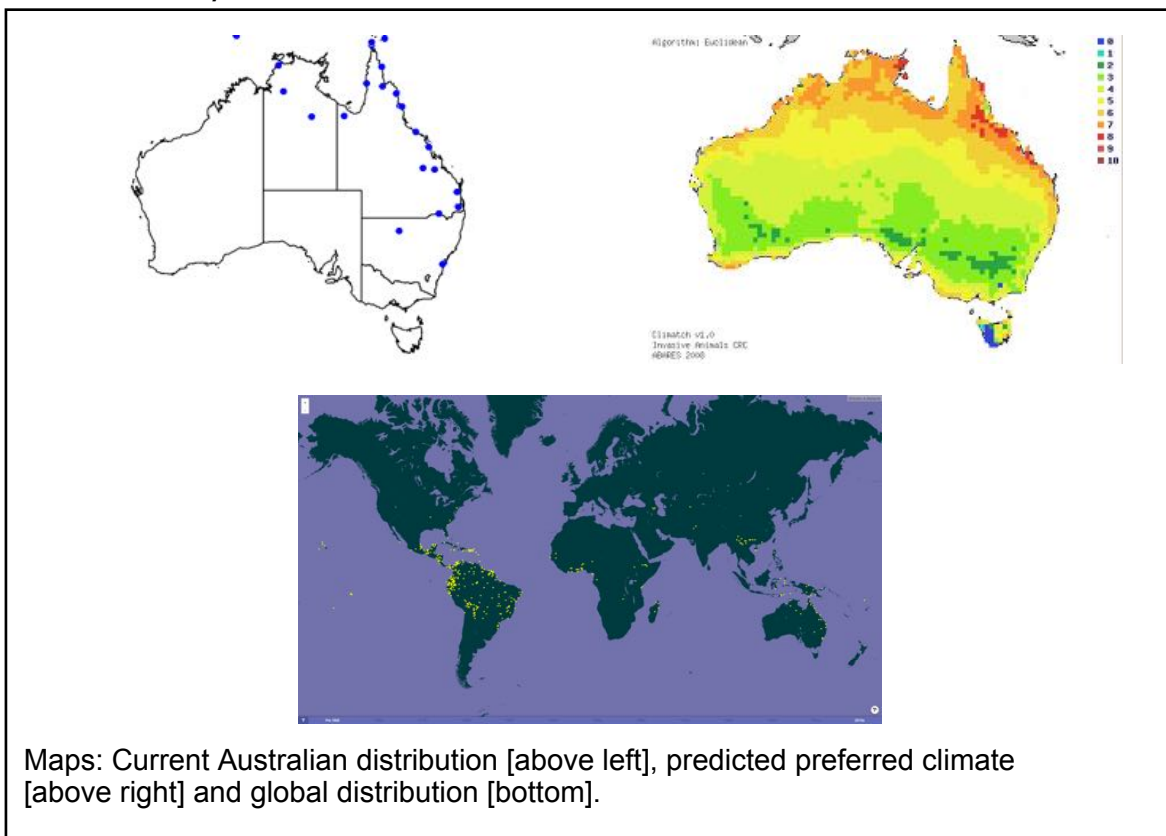 Algorithm: Euclidean
0
1
2
3
4
5
6
7
8
9
10
Climatch v1.0
Invasive Animals CRC
ABARES 2008
Maps: Current Australian distribution [above left], predicted preferred climate
[above right] and global distribution [bottom].